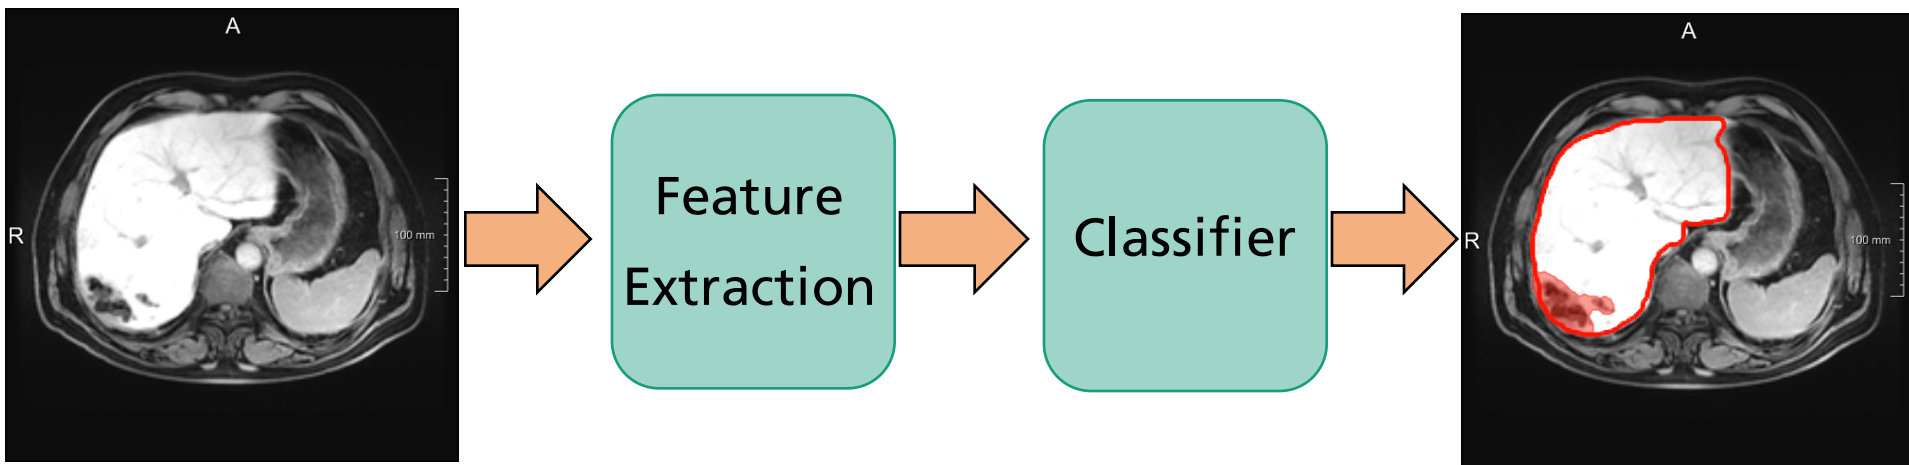 A
R
100 mm
Feature
Extraction
Classifier
A
R
100 mm